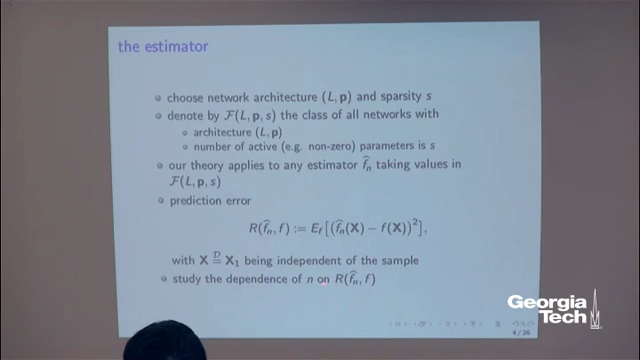 the estimator
choose network architecture (L, p) and sparsity s
denote by F(L, p, s) the class of all networks with
architecture (L, p)
number of active (e.g. non-zero) parameters is s
our theory applies to any estimator f̂ₙ taking values in
F(L, p, s)
prediction error
R(f̂ₙ, f) := E_f[(f̂ₙ(X) − f(X))²],
with X =ᴰ X₁ being independent of the sample
study the dependence of n on R(f̂ₙ, f)
Georgia
Tech
4 / 26